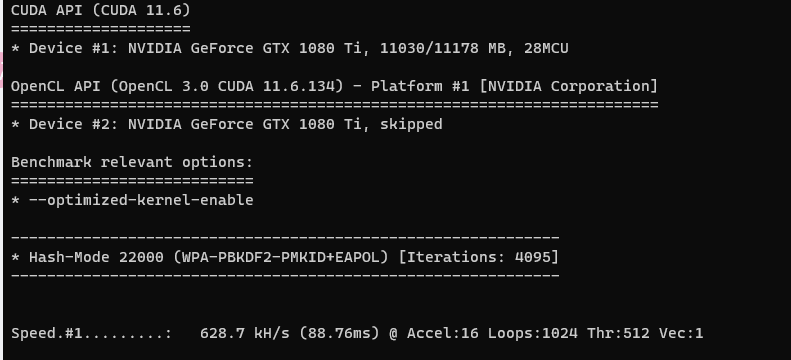 CUDA API (CUDA 11.6)
====================
* Device #1: NVIDIA GeForce GTX 1080 Ti, 11030/11178 MB, 28MCU
OpenCL API (OpenCL 3.0 CUDA 11.6.134) - Platform #1 [NVIDIA Corporation]
========================================================================
* Device #2: NVIDIA GeForce GTX 1080 Ti, skipped
Benchmark relevant options:
===========================
* --optimized-kernel-enable
-------------------------------------------------------------
* Hash-Mode 22000 (WPA-PBKDF2-PMKID+EAPOL) [Iterations: 4095]
-------------------------------------------------------------
Speed.#1.........:   628.7 kH/s (88.76ms) @ Accel:16 Loops:1024 Thr:512 Vec:1